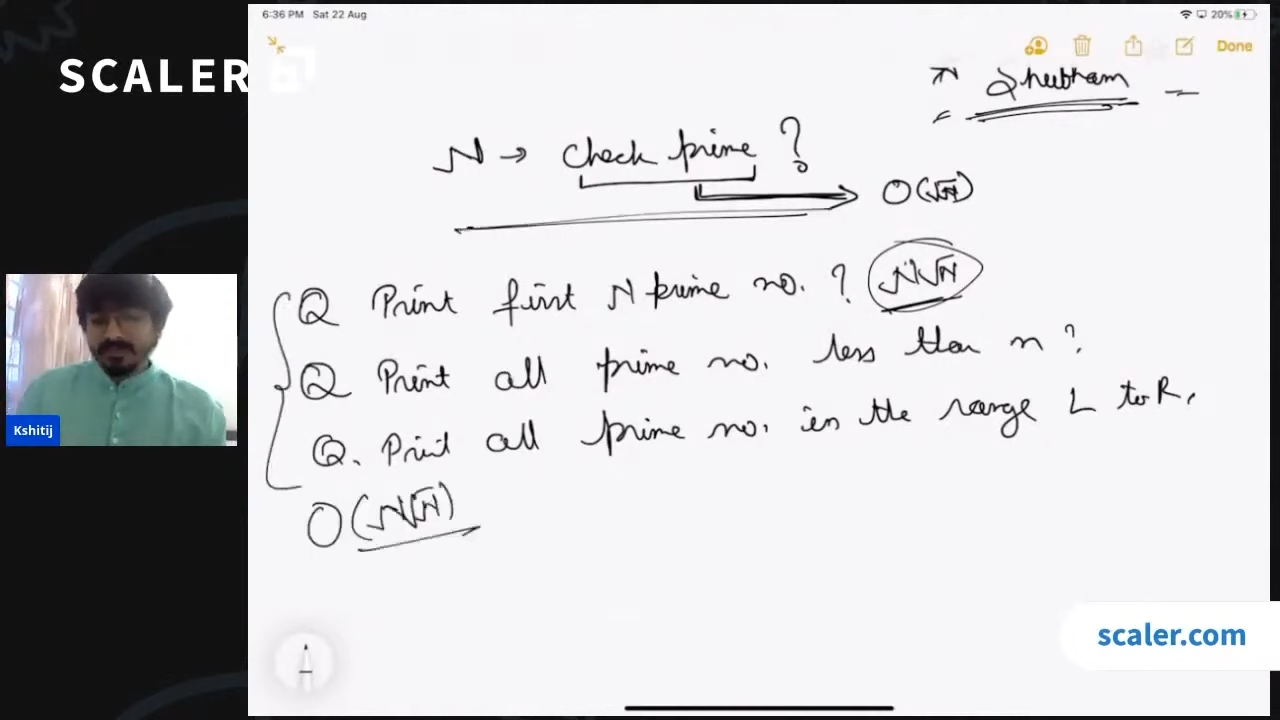 6:36 PM Sat 22 Aug
20%
SCALER
Done
Shubham
N → Check prime ?
O(√N)
Q Print first N prime no. ? N√N
Q Print all prime no. less than n ?
Q. Print all prime no. in the range L to R.
O(N√N)
Kshitij
scaler.com